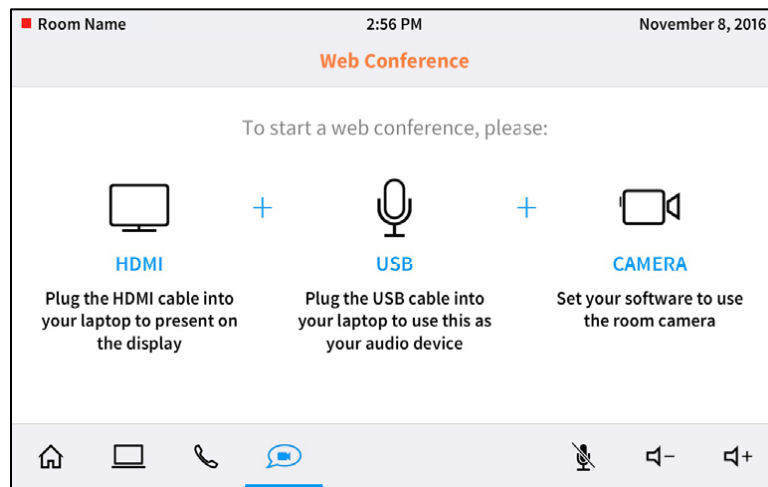 Room Name
2:56 PM
November 8, 2016
Web Conference
To start a web conference, please:
+
+
HDMI
USB
CAMERA
Plug the HDMI cable into
your laptop to present on
the display
Plug the USB cable into
your laptop to use this as
your audio device
Set your software to use
the room camera